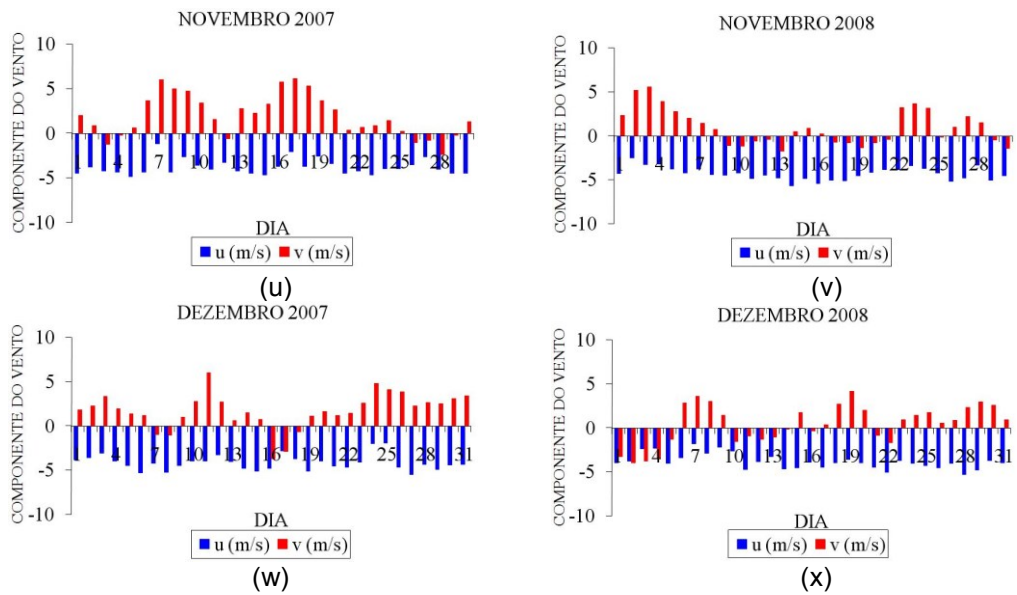 NOVEMBRO 2007
COMPONENTE DO VENTO
10
5
0
-5
-10
1 4 7 10 13 16 19 22 25 28
DIA
u (m/s) v (m/s)
(u)
NOVEMBRO 2008
COMPONENTE DO VENTO
10
5
0
-5
-10
1 4 7 10 13 16 19 22 25 28
DIA
u (m/s) v (m/s)
(v)
DEZEMBRO 2007
COMPONENTE DO VENTO
10
5
0
-5
-10
1 4 7 10 13 16 19 22 25 28 31
DIA
u (m/s) v (m/s)
(w)
DEZEMBRO 2008
COMPONENTE DO VENTO
10
5
0
-5
-10
1 4 7 10 13 16 19 22 25 28 31
DIA
u (m/s) v (m/s)
(x)